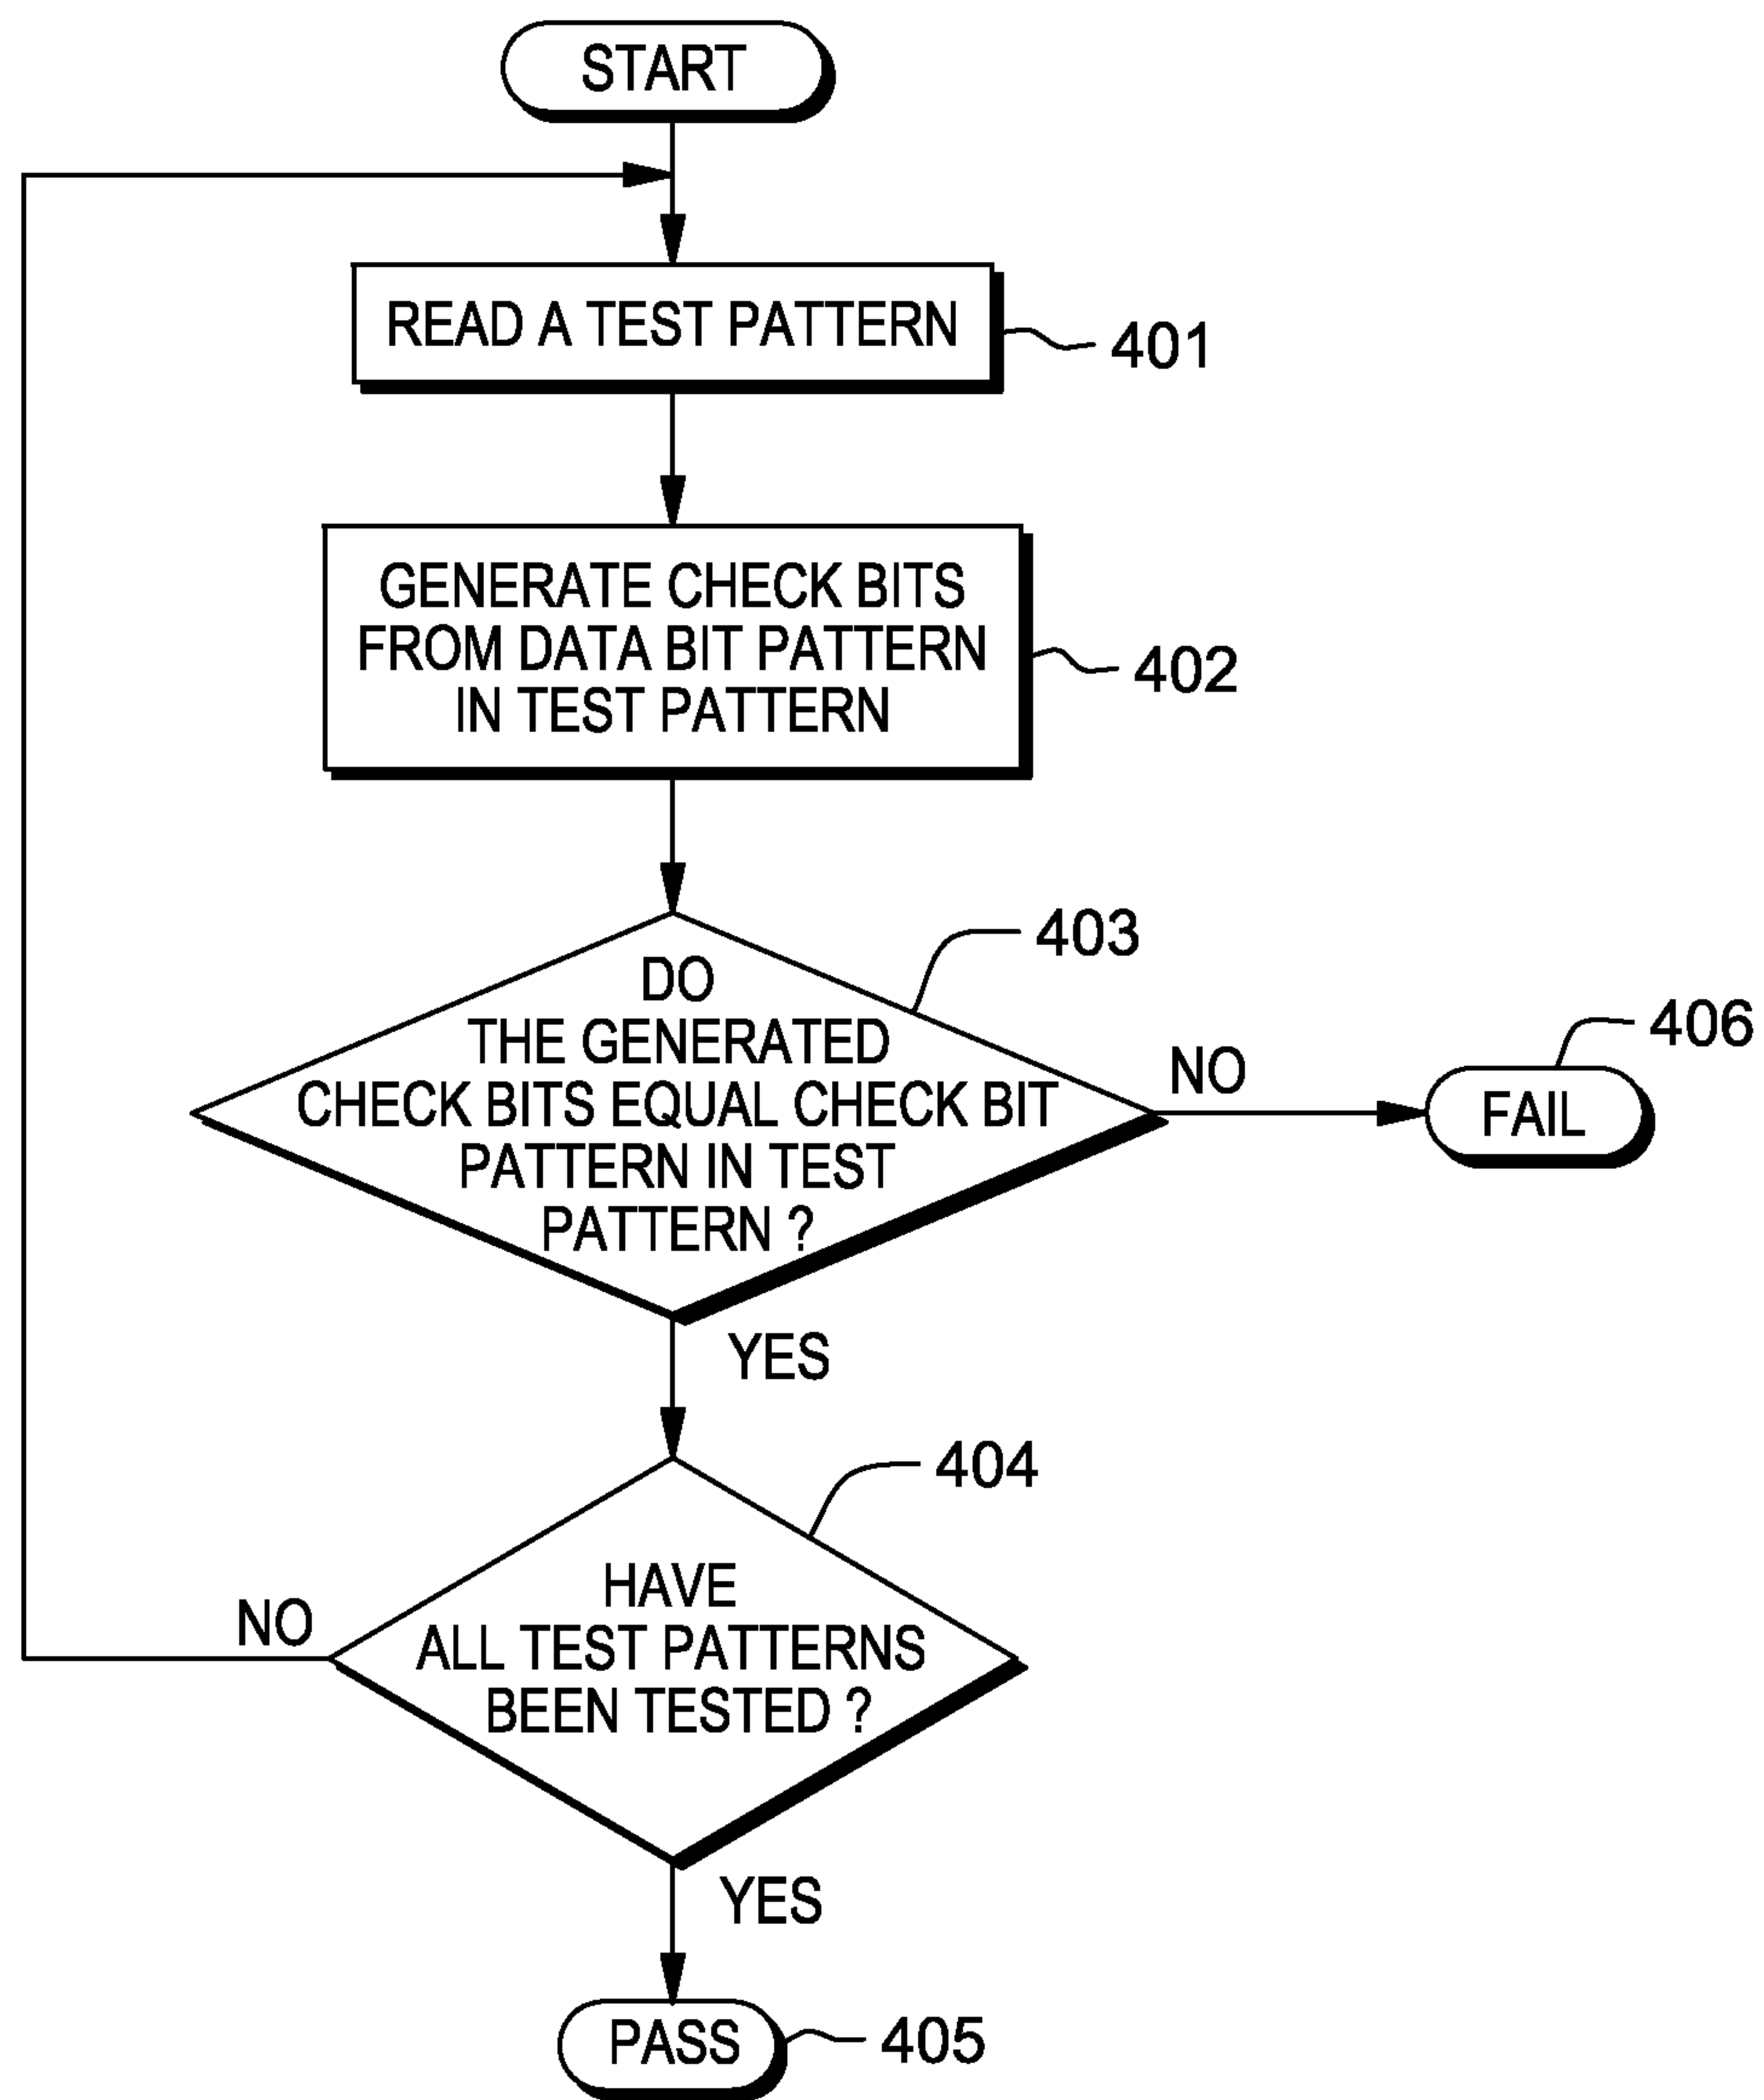 START
READ A TEST PATTERN
401
GENERATE CHECK BITS
FROM DATA BIT PATTERN
IN TEST PATTERN
402
403
DO
THE GENERATED
CHECK BITS EQUAL CHECK BIT
PATTERN IN TEST
PATTERN ?
NO
406
FAIL
YES
404
HAVE
ALL TEST PATTERNS
BEEN TESTED ?
NO
YES
PASS
405